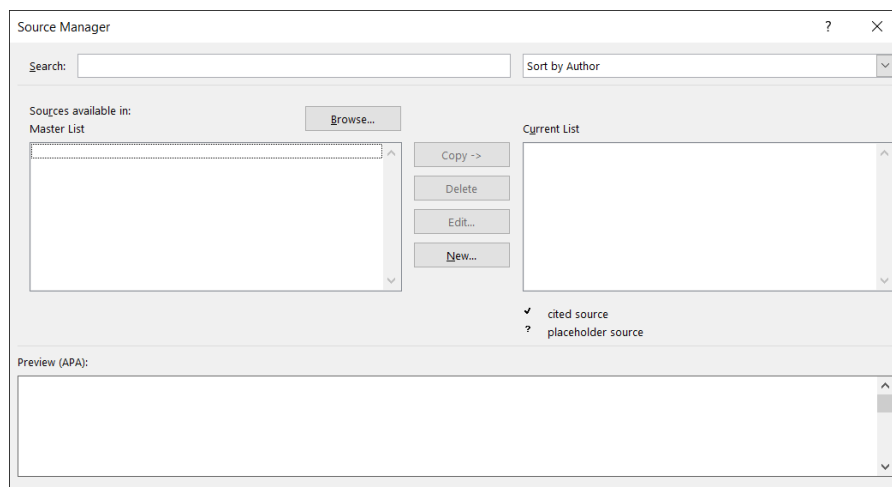 Source Manager ?
Search: Sort by Author
Sources available in:
Master List
Browse...
Current List
Copy ->
Delete
Edit...
New...
cited source
? placeholder source
Preview (APA):